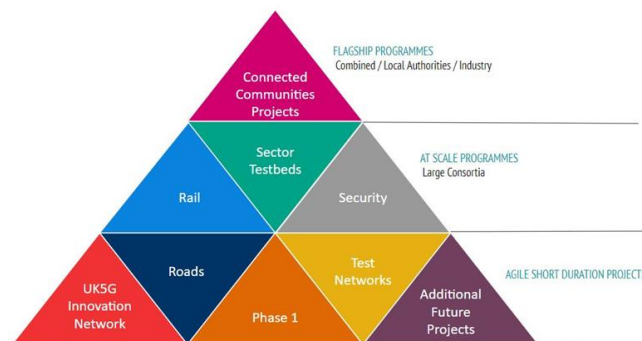 FLAGSHIP PROGRAMMES
Combined / Local Authorities / Industry
Connected
Communities
Projects
Sector
Testbeds
AT SCALE PROGRAMMES
Large Consortia
Rail
Security
Roads
Test
Networks
AGILE SHORT DURATION PROJECT
UK5G
Innovation
Network
Phase 1
Additional
Future
Projects